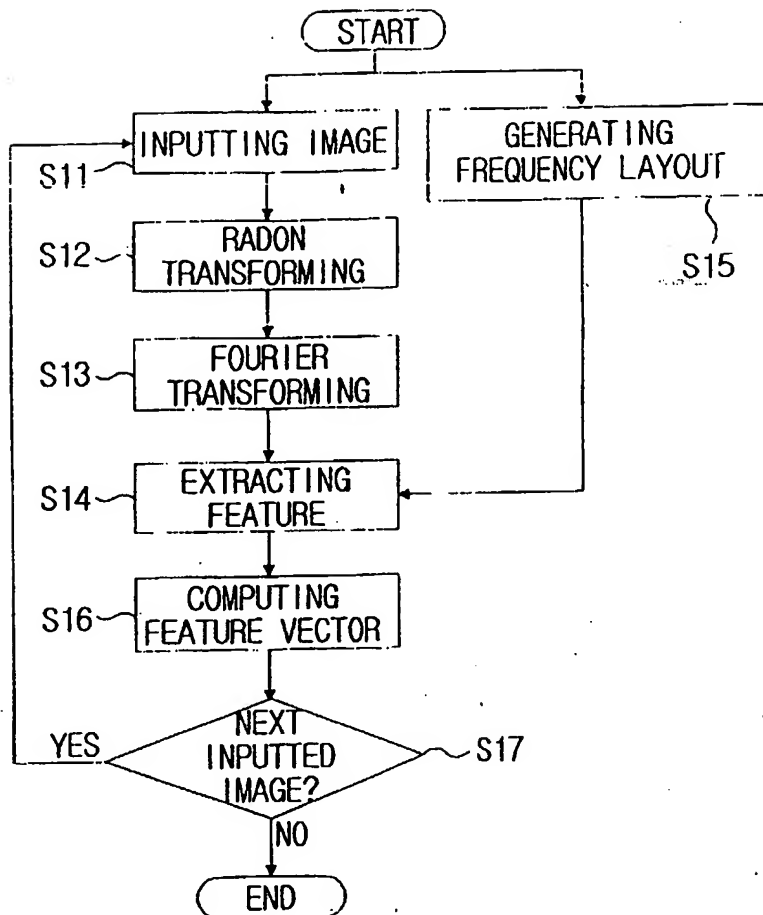 START
INPUTTING IMAGE
S11
GENERATING
FREQUENCY LAYOUT
S15
RADON
TRANSFORMING
S12
FOURIER
TRANSFORMING
S13
EXTRACTING
FEATURE
S14
COMPUTING
FEATURE VECTOR
S16
NEXT
INPUTTED
IMAGE?
S17
YES
NO
END